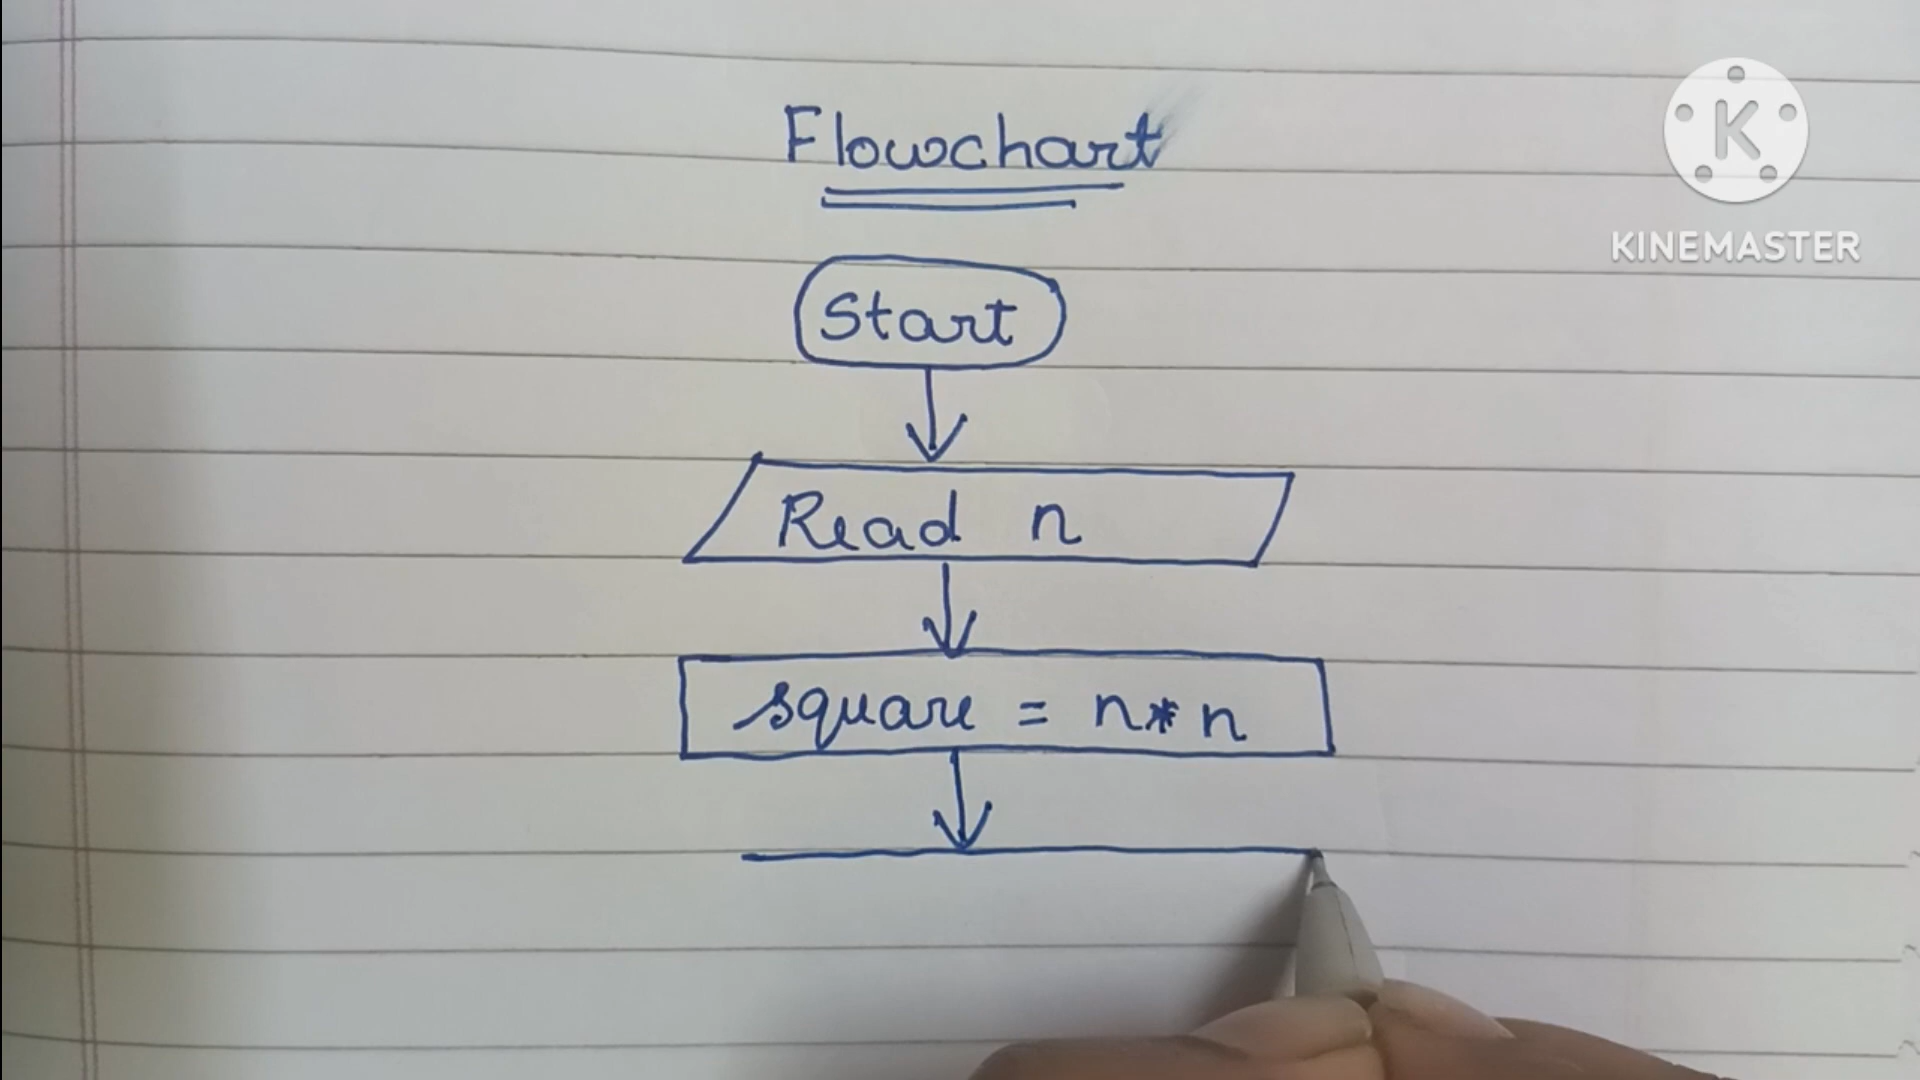 Flowchart
K
KINEMASTER
Start
Read n
square = n*n